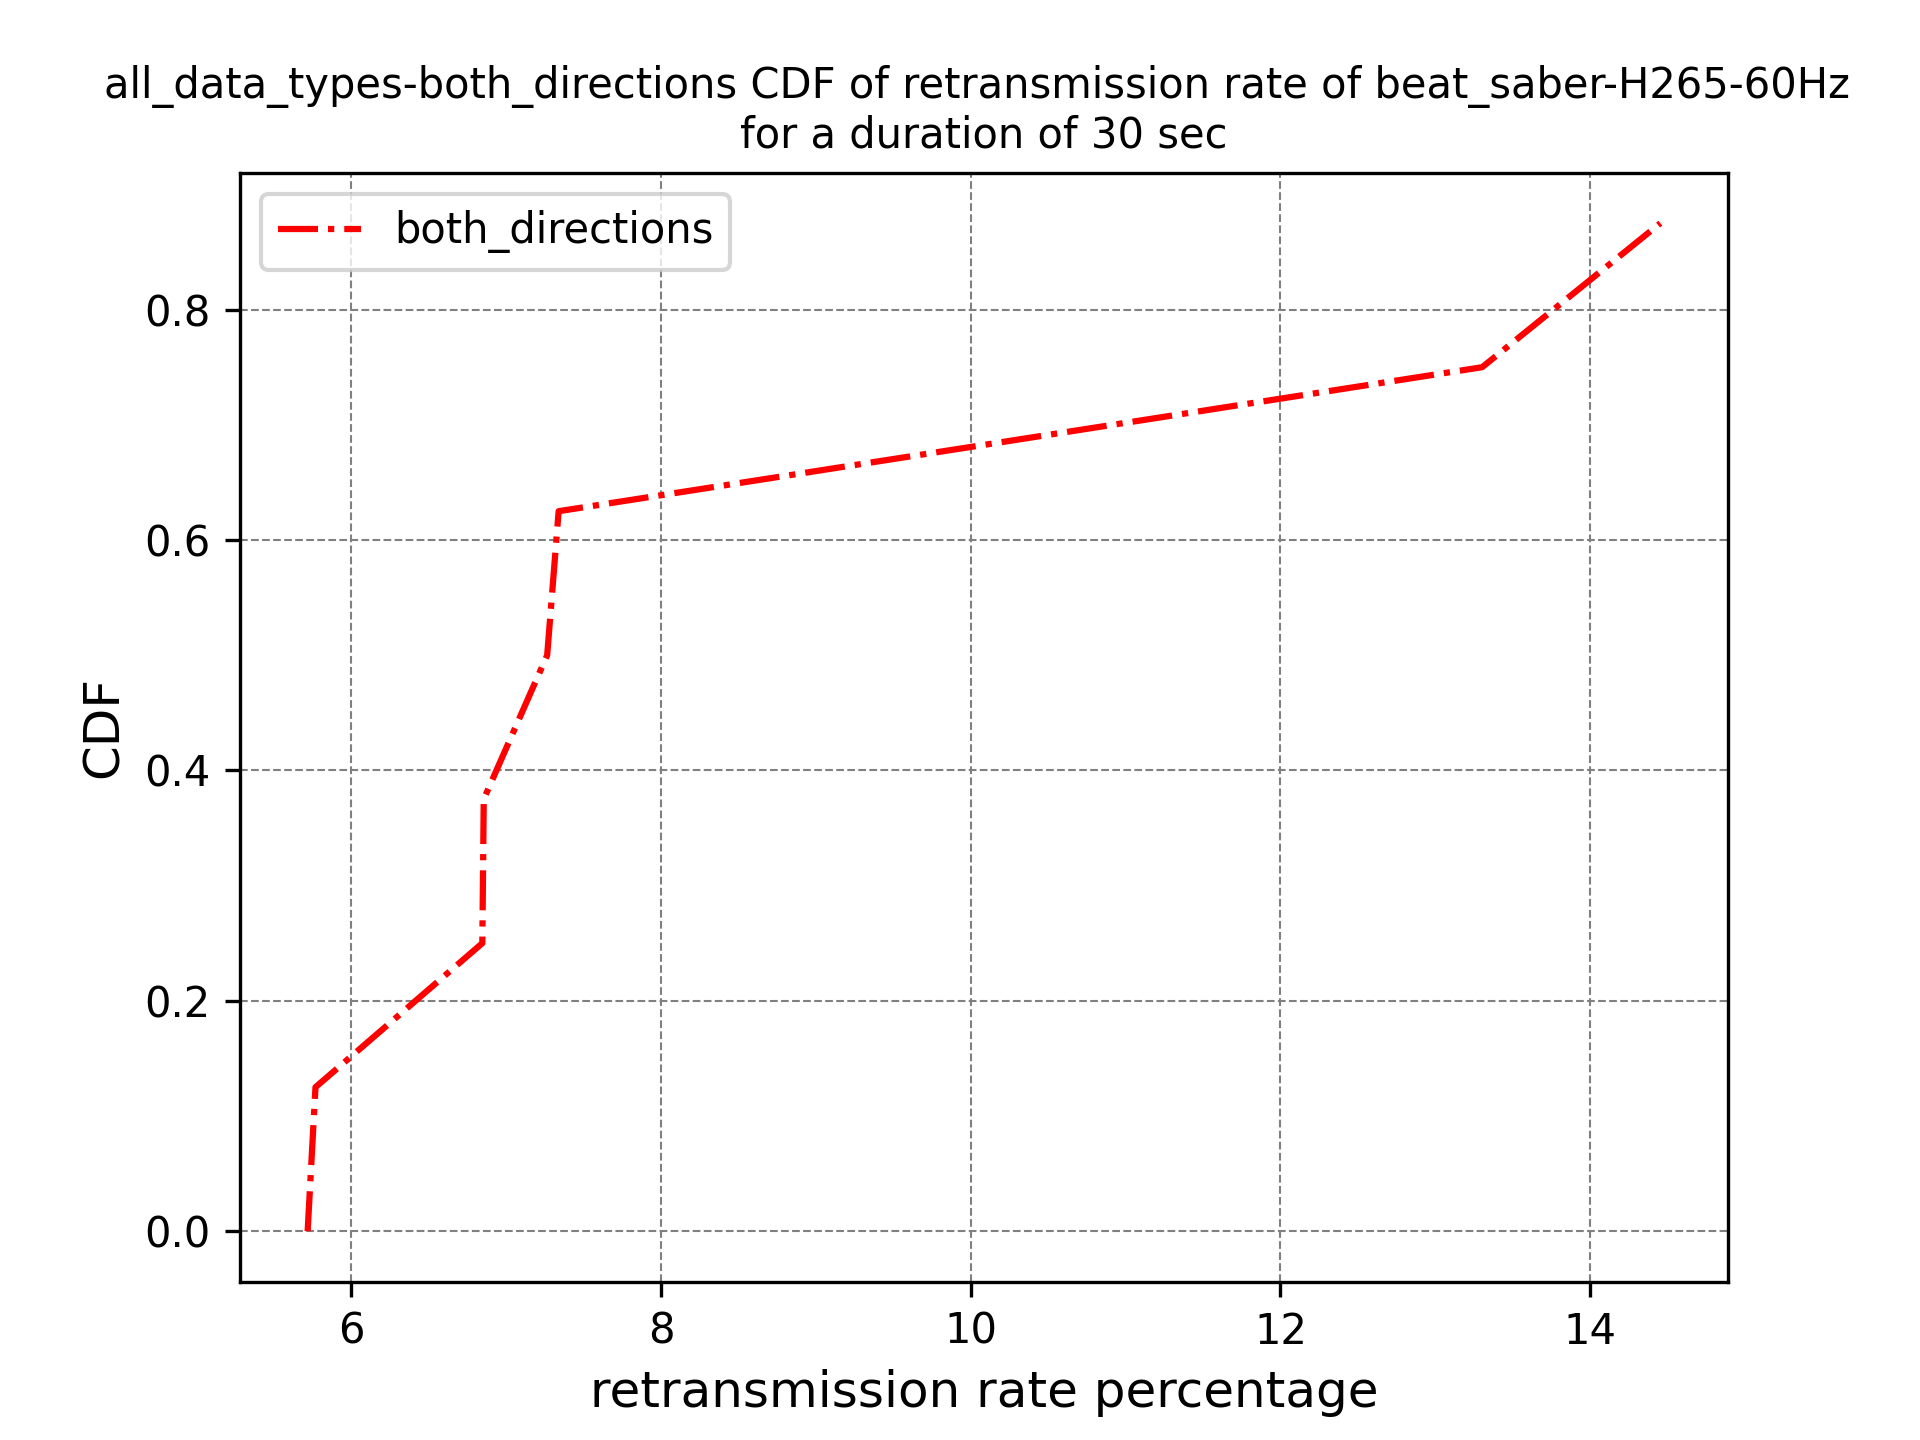 all_data_types-both_directions CDF of retransmission rate of beat_saber-H265-60Hz
for a duration of 30 sec
both_directions
0.8
0.6
0.4
0.2
0.0
CDF
6 8 10 12 14
retransmission rate percentage